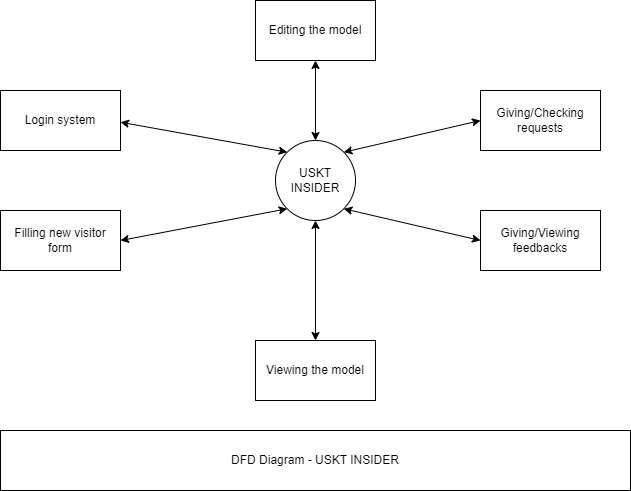 Editing the model
Login system
Giving/Checking
requests
USKT
INSIDER
Filling new visitor
form
Giving/Viewing
feedbacks
Viewing the model
DFD Diagram - USKT INSIDER